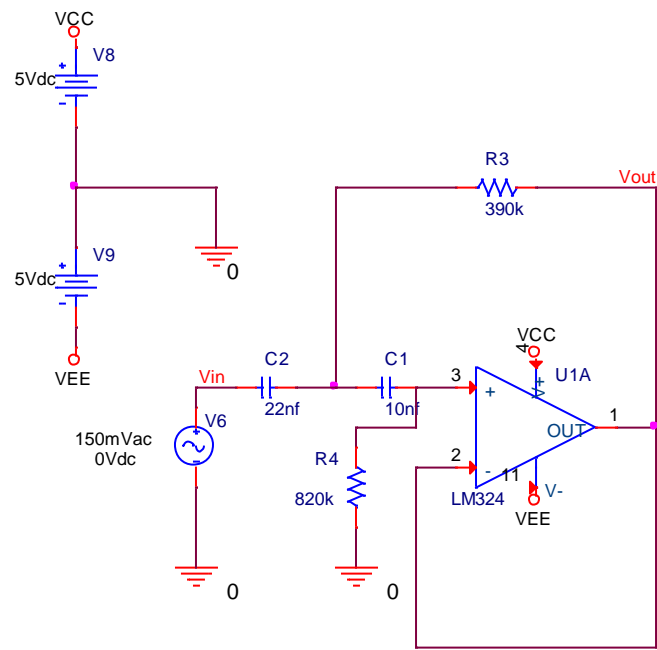 VCC
V8
+
5Vdc
-
V9
+
5Vdc
-
VEE
0
R3
390k
Vout
Vin
C2
22nf
C1
10nf
V6
+
-
150mVac
0Vdc
0
R4
820k
0
VCC
4
V+
U1A
3
+
2
-
OUT
1
11
V-
LM324
VEE